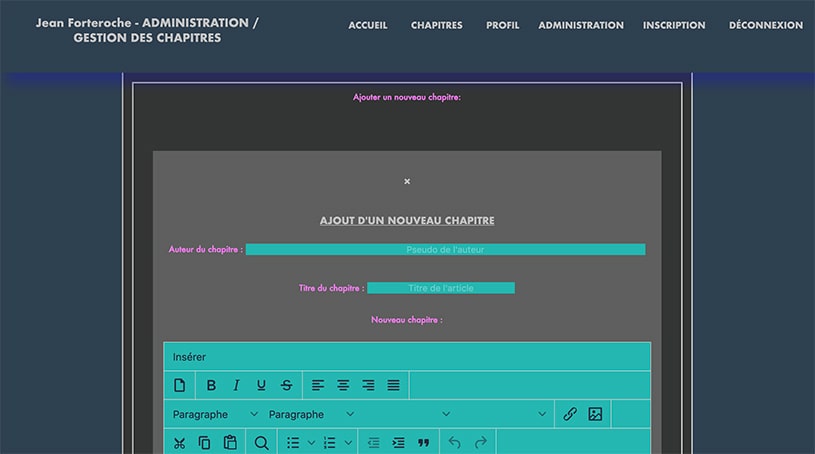 Jean Forteroche - ADMINISTRATION /
GESTION DES CHAPITRES
ACCUEIL CHAPITRES PROFIL ADMINISTRATION INSCRIPTION DÉCONNEXION
Ajouter un nouveau chapitre:
×
AJOUT D'UN NOUVEAU CHAPITRE
Auteur du chapitre : Pseudo de l'auteur
Titre du chapitre : Titre de l'article
Nouveau chapitre :
Insérer
B I U S
Paragraphe Paragraphe